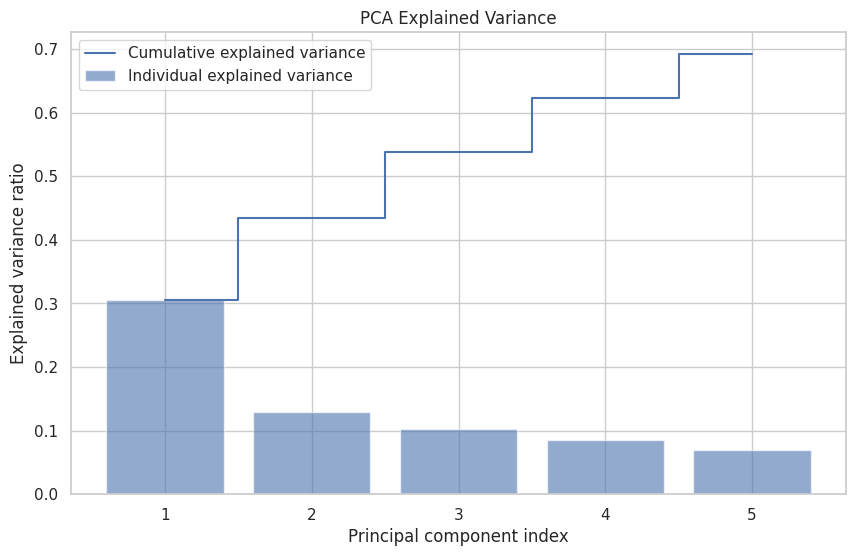 PCA Explained Variance
Cumulative explained variance
Individual explained variance
Explained variance ratio
0.7
0.6
0.5
0.4
0.3
0.2
0.1
0.0
1 2 3 4 5
Principal component index